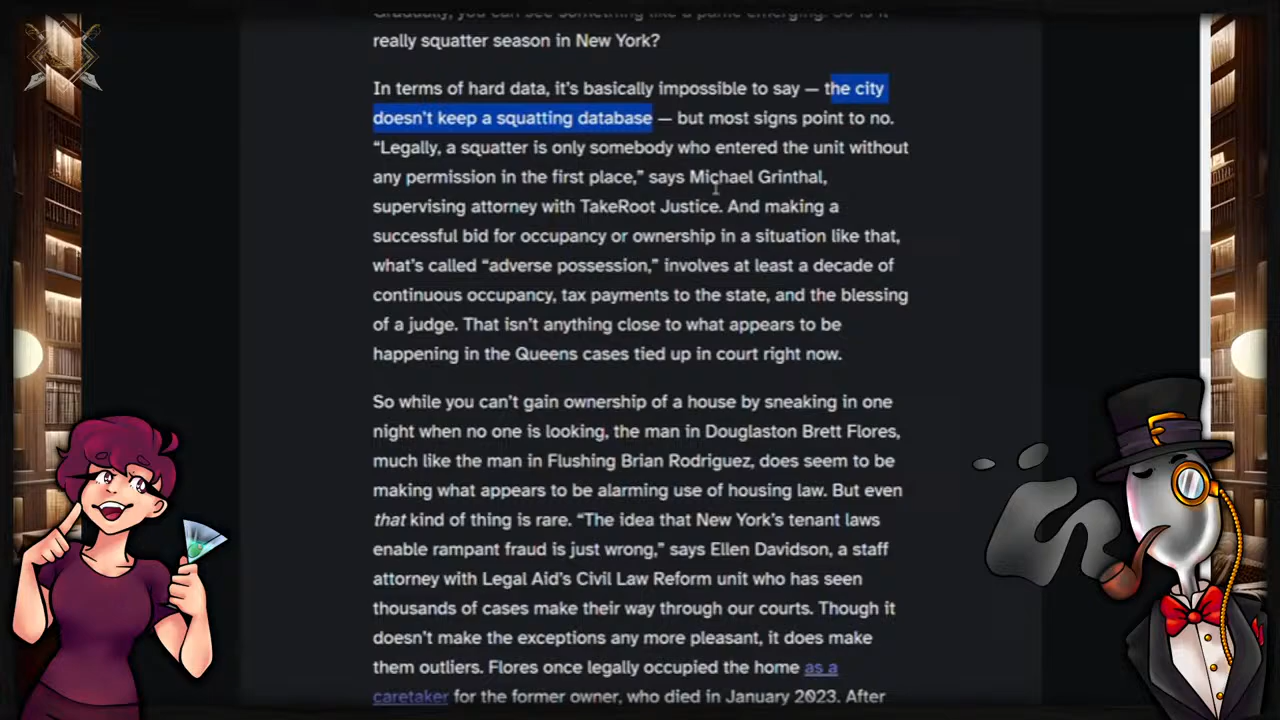 Gradually, you can see something like a panic emerging. So is it
really squatter season in New York?
In terms of hard data, it's basically impossible to say — the city
doesn't keep a squatting database — but most signs point to no.
“Legally, a squatter is only somebody who entered the unit without
any permission in the first place,” says Michael Grinthal,
supervising attorney with TakeRoot Justice. And making a
successful bid for occupancy or ownership in a situation like that,
what's called “adverse possession,” involves at least a decade of
continuous occupancy, tax payments to the state, and the blessing
of a judge. That isn't anything close to what appears to be
happening in the Queens cases tied up in court right now.
So while you can't gain ownership of a house by sneaking in one
night when no one is looking, the man in Douglaston Brett Flores,
much like the man in Flushing Brian Rodriguez, does seem to be
making what appears to be alarming use of housing law. But even
that kind of thing is rare. “The idea that New York's tenant laws
enable rampant fraud is just wrong,” says Ellen Davidson, a staff
attorney with Legal Aid's Civil Law Reform unit who has seen
thousands of cases make their way through our courts. Though it
doesn't make the exceptions any more pleasant, it does make
them outliers. Flores once legally occupied the home as a
caretaker for the former owner, who died in January 2023. After